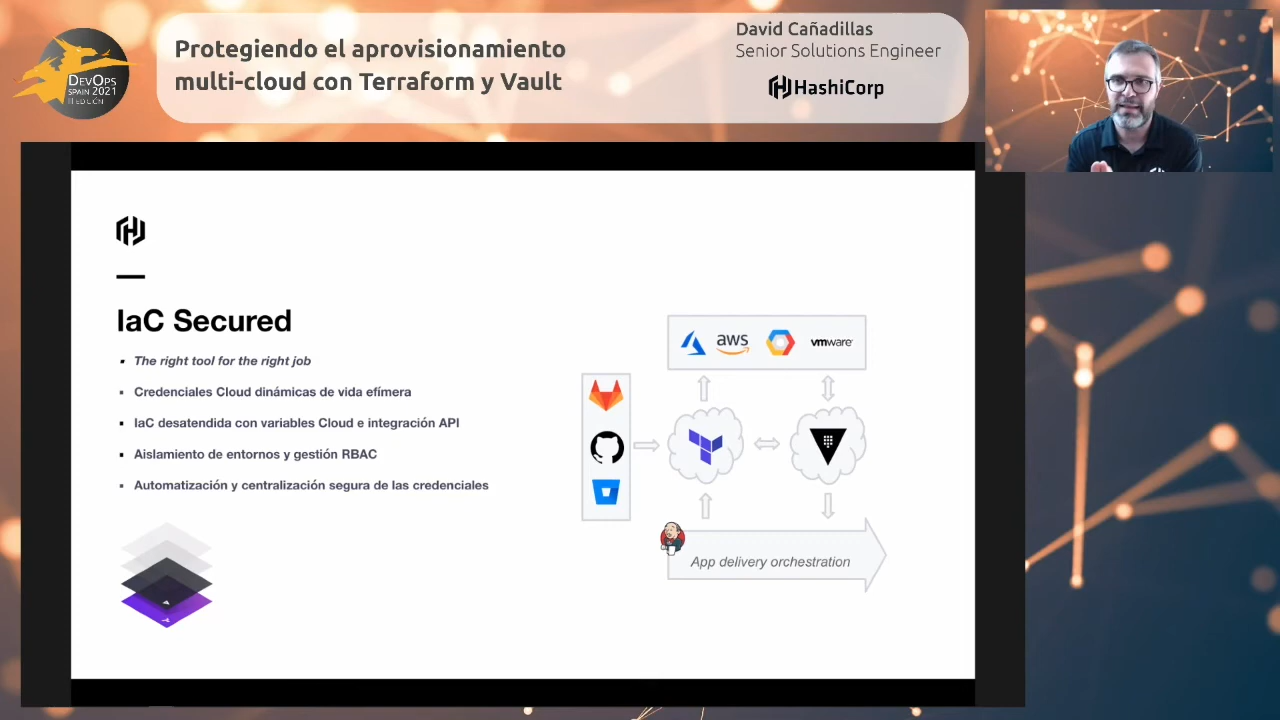 DEVOPS
SPAIN 2021
II EDICIÓN
Protegiendo el aprovisionamiento
multi-cloud con Terraform y Vault
David Cañadillas
Senior Solutions Engineer
HashiCorp
IaC Secured
The right tool for the right job
Credenciales Cloud dinámicas de vida efímera
IaC desatendida con variables Cloud e integración API
Aislamiento de entornos y gestión RBAC
Automatización y centralización segura de las credenciales
aws
vmware
App delivery orchestration